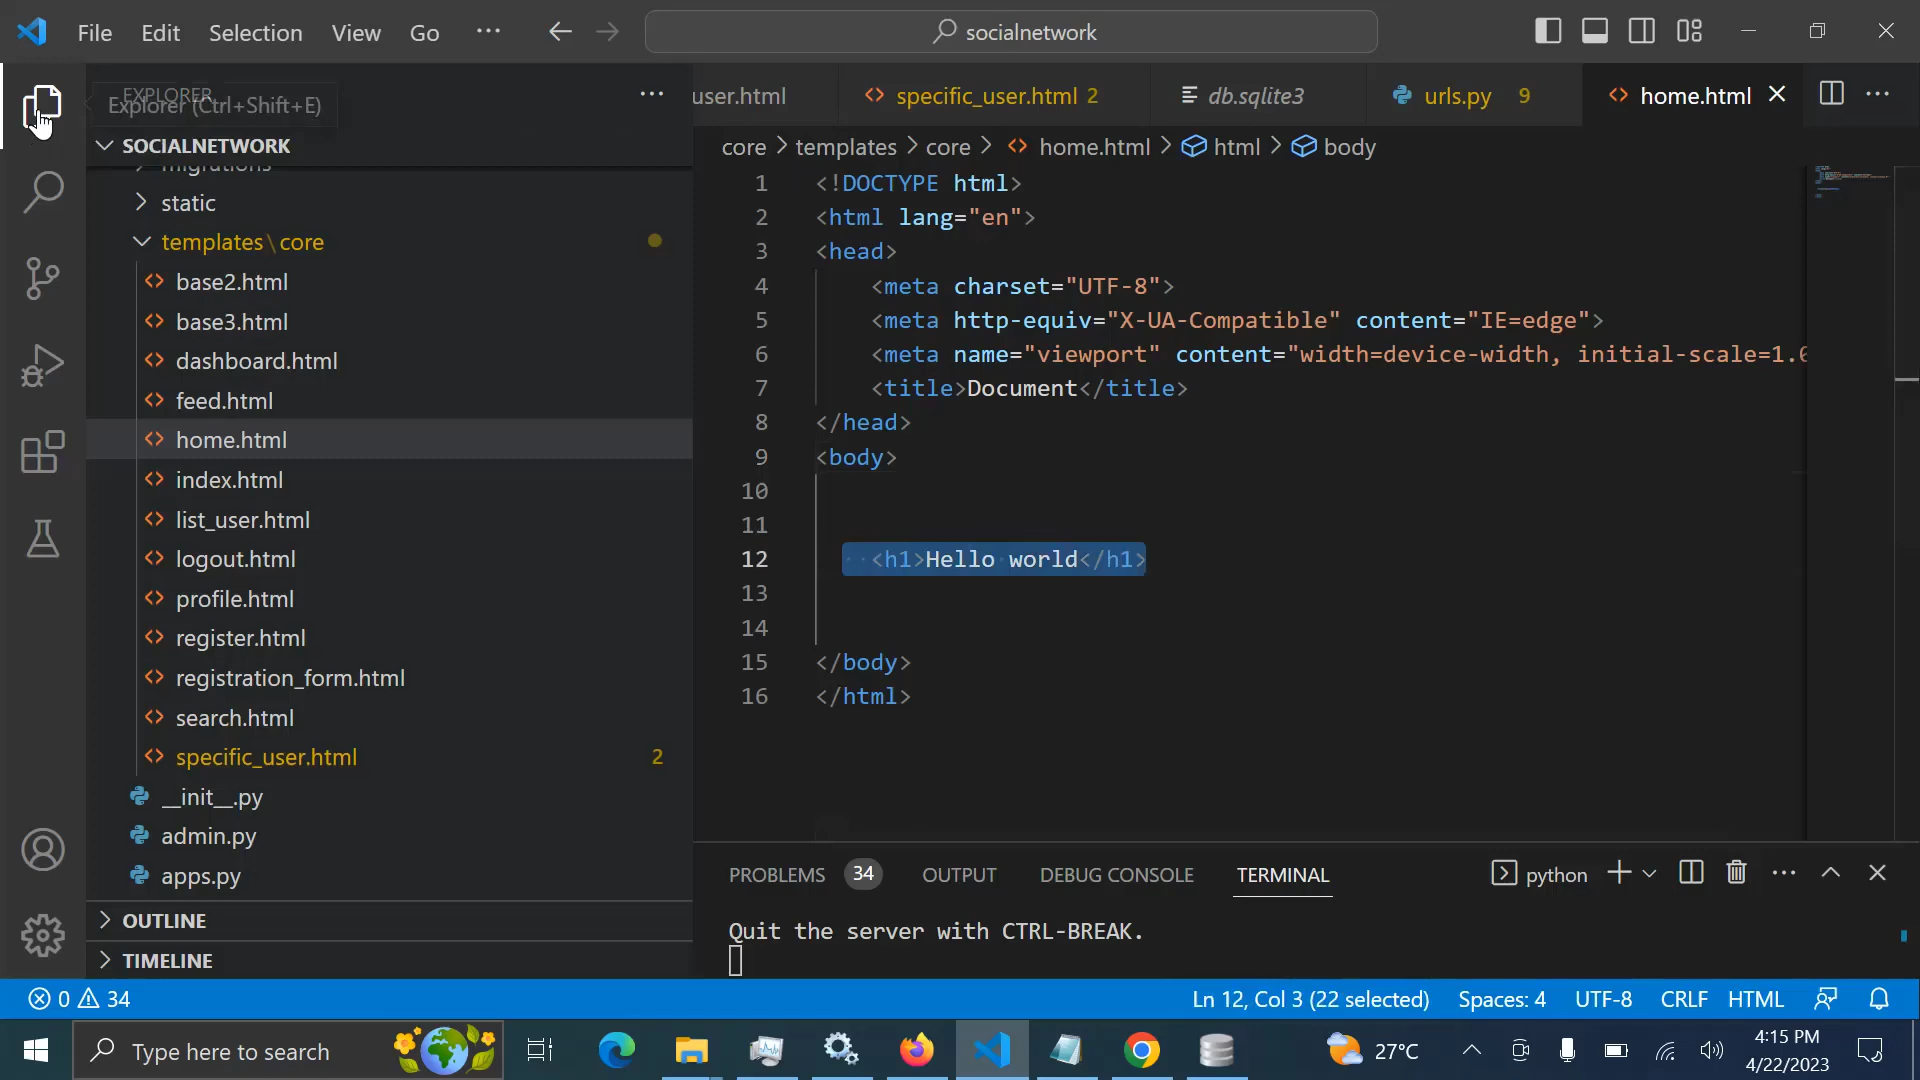 File Edit Selection View Go ··· socialnetwork
EXPLORER
Explorer (Ctrl+Shift+E)
SOCIALNETWORK
migrations
static
templates\core
base2.html
base3.html
dashboard.html
feed.html
home.html
index.html
list_user.html
logout.html
profile.html
register.html
registration_form.html
search.html
specific_user.html 2
__init__.py
admin.py
apps.py
OUTLINE
TIMELINE
user.html specific_user.html 2 db.sqlite3 urls.py 9 home.html
core > templates > core > home.html > html > body
1 <!DOCTYPE html>
2 <html lang="en">
3 <head>
4 <meta charset="UTF-8">
5 <meta http-equiv="X-UA-Compatible" content="IE=edge">
6 <meta name="viewport" content="width=device-width, initial-scale=1.0
7 <title>Document</title>
8 </head>
9 <body>
10
11
12 <h1>Hello world</h1>
13
14
15 </body>
16 </html>
PROBLEMS 34 OUTPUT DEBUG CONSOLE TERMINAL python
Quit the server with CTRL-BREAK.
0 34 Ln 12, Col 3 (22 selected) Spaces: 4 UTF-8 CRLF HTML
Type here to search 27°C 4:15 PM
4/22/2023